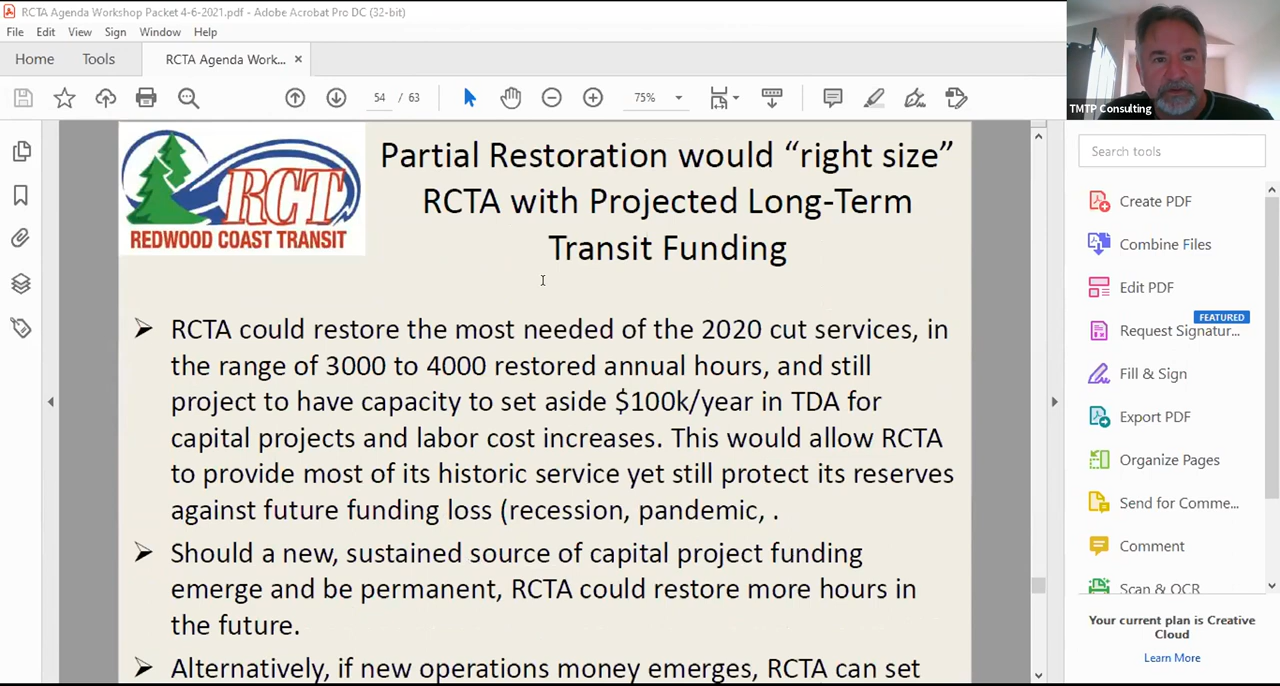 RCTA Agenda Workshop Packet 4-6-2021.pdf - Adobe Acrobat Pro DC (32-bit)
File Edit View Sign Window Help
Home Tools RCTA Agenda Work... ×
54 / 63 75%
TMTP Consulting
RCT
REDWOOD COAST TRANSIT
Partial Restoration would “right size”
RCTA with Projected Long-Term
Transit Funding
➢ RCTA could restore the most needed of the 2020 cut services, in
the range of 3000 to 4000 restored annual hours, and still
project to have capacity to set aside $100k/year in TDA for
capital projects and labor cost increases. This would allow RCTA
to provide most of its historic service yet still protect its reserves
against future funding loss (recession, pandemic, .
➢ Should a new, sustained source of capital project funding
emerge and be permanent, RCTA could restore more hours in
the future.
➢ Alternatively, if new operations money emerges, RCTA can set
Search tools
Create PDF
Combine Files
Edit PDF
FEATURED
Request Signatur...
Fill & Sign
Export PDF
Organize Pages
Send for Comme...
Comment
Scan & OCR
Your current plan is Creative
Cloud
Learn More